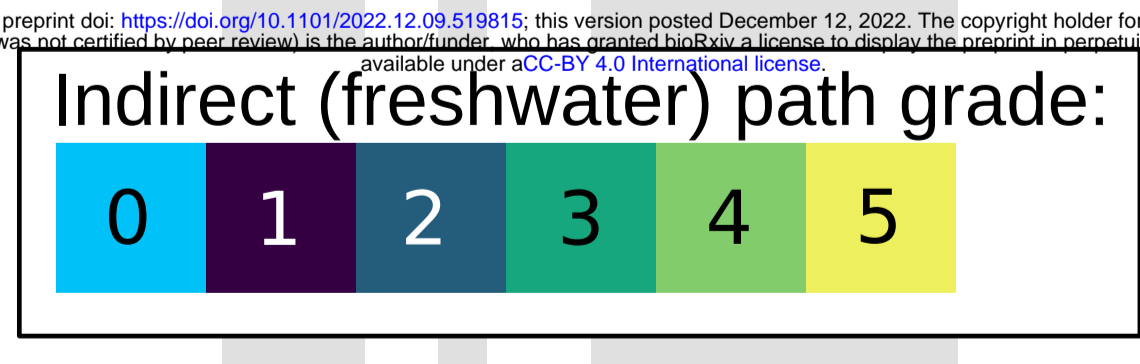 preprint doi: https://doi.org/10.1101/2022.12.09.519815; this version posted December 12, 2022. The copyright holder for
was not certified by peer review) is the author/funder, who has granted bioRxiv a license to display the preprint in
available under aCC-BY 4.0 International license.
Indirect (freshwater) path grade:
0 1 2 3 4 5